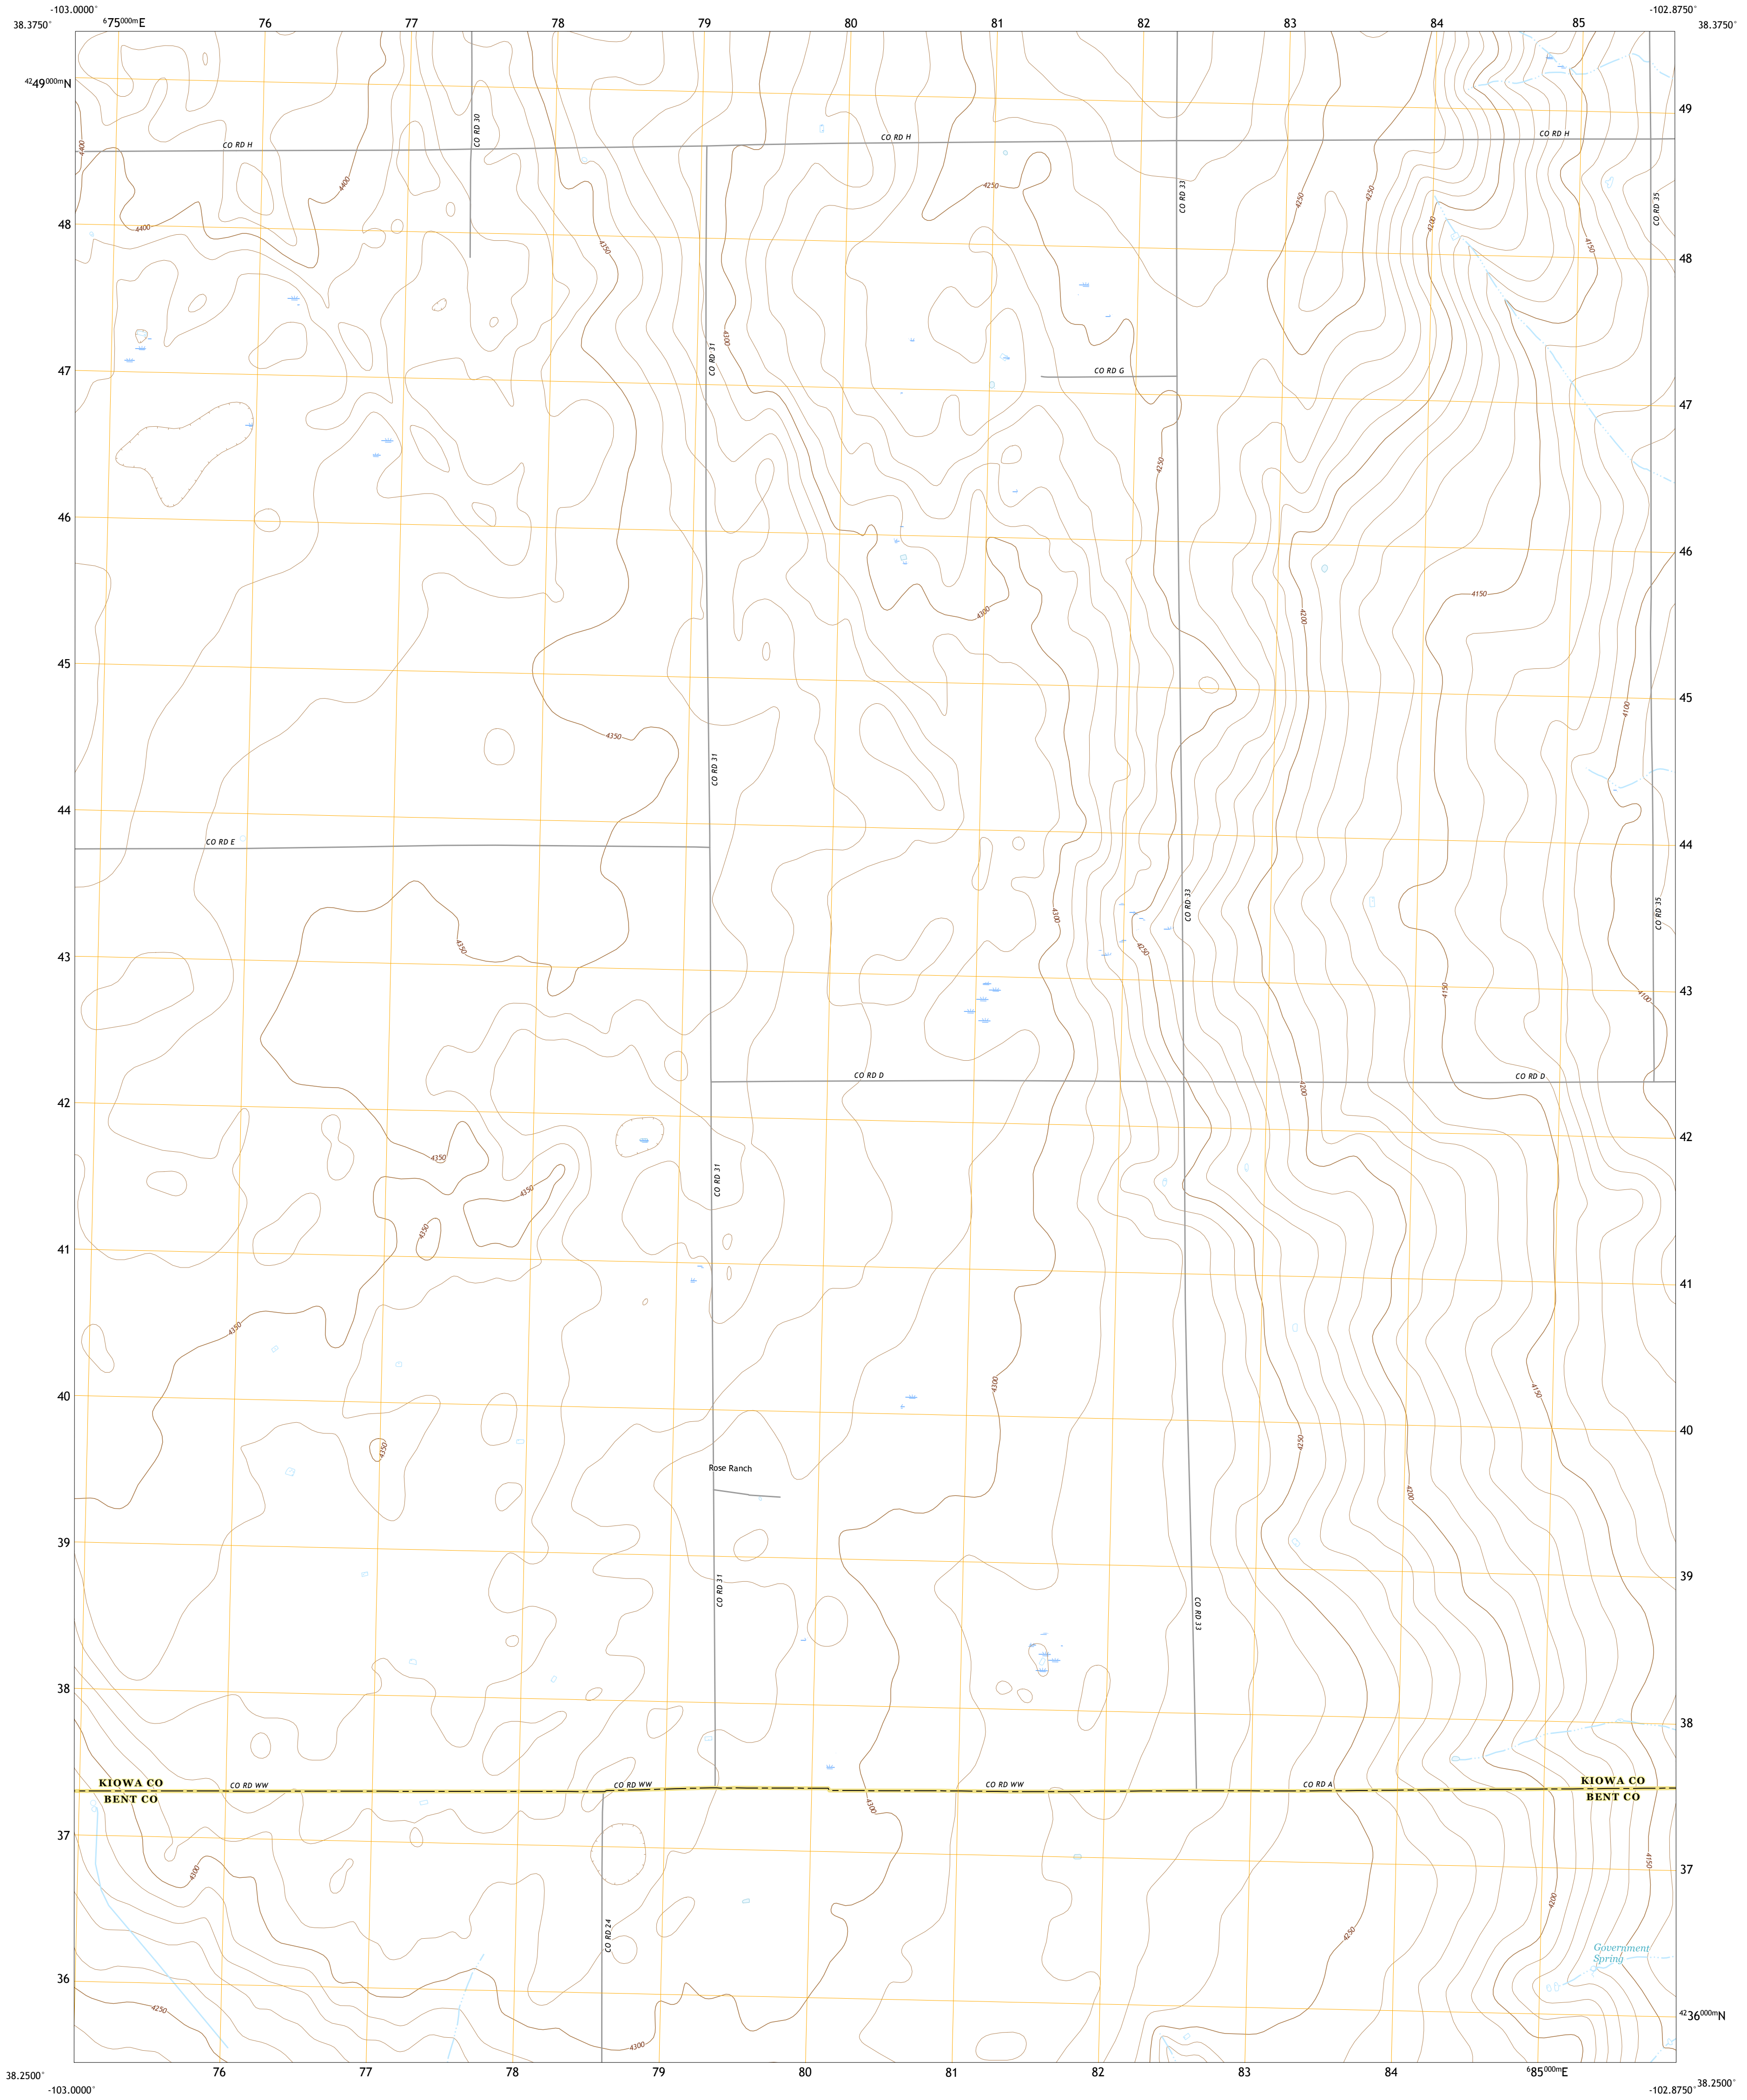 -103.0000° -102.8750°
38.3750° ⁶75⁰⁰⁰ᵐE 76 77 78 79 80 81 82 83 84 85 38.3750°
⁴²49⁰⁰⁰ᵐN
49
CO RD 30
CO RD H
CO RD H
CO RD H
4400
4400
4250
4250
4250
CO RD 33
CO RD 35
4200
4400
48
4350
4150
48
4300
CO RD 31
47
CO RD G
47
4250
46
46
4150
4300
4200
45
45
4350
4100
CO RD 31
44
CO RD E
44
4300
CO RD 33
CO RD 35
4350
4250
43
43
4150
4100
CO RD D
CO RD D
4200
42
42
4350
CO RD 31
4350
4350
41
41
4350
4300
4150
40
40
4350
4250
Rose Ranch
4200
39
39
CO RD 31
CO RD 33
38
38
KIOWA CO
BENT CO
CO RD WW
CO RD WW
CO RD WW
CO RD A
KIOWA CO
BENT CO
4300
37
37
4300
4150
4200
CO RD 24
4250
Government
Spring
36
4250
4300
⁴²36⁰⁰⁰ᵐN
38.2500° 76 77 78 79 80 81 82 83 84 ⁶85⁰⁰⁰ᵐE 38.2500°
-103.0000° -102.8750°